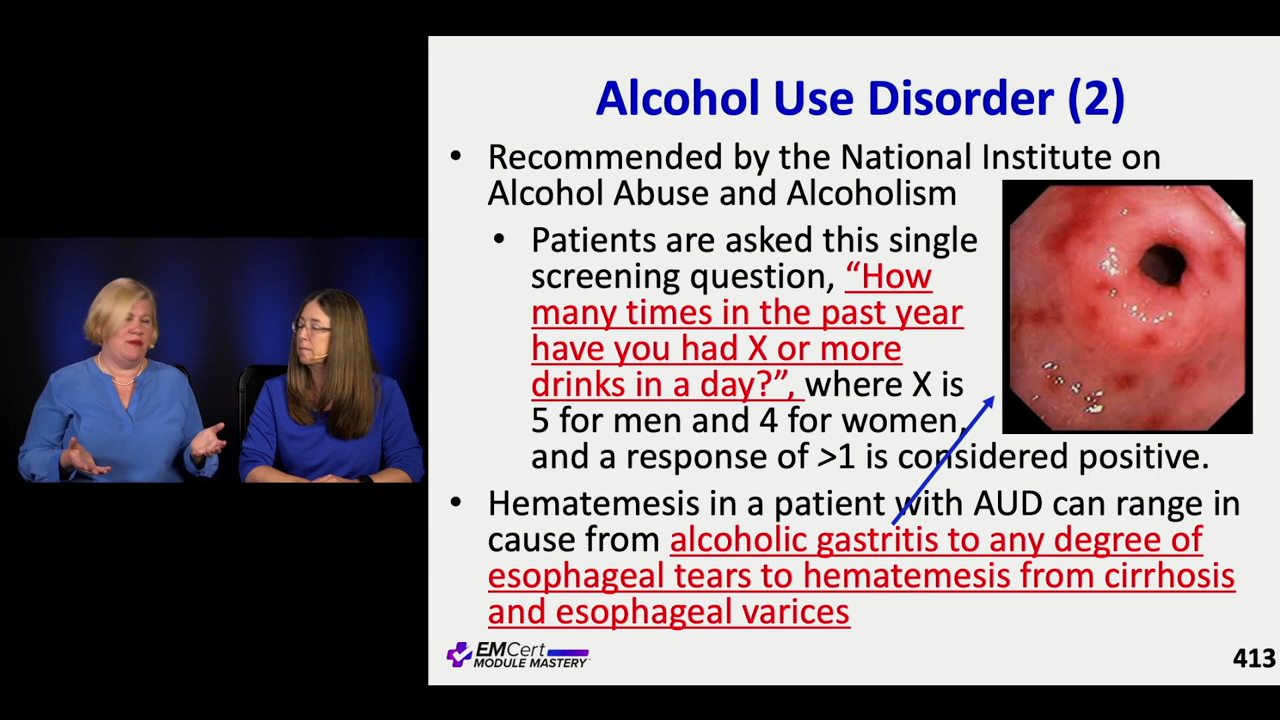 Alcohol Use Disorder (2)
• Recommended by the National Institute on
Alcohol Abuse and Alcoholism
• Patients are asked this single
screening question, “How
many times in the past year
have you had X or more
drinks in a day?”, where X is
5 for men and 4 for women,
and a response of >1 is considered positive.
• Hematemesis in a patient with AUD can range in
cause from alcoholic gastritis to any degree of
esophageal tears to hematemesis from cirrhosis
and esophageal varices
EMCert
MODULE MASTERY
413